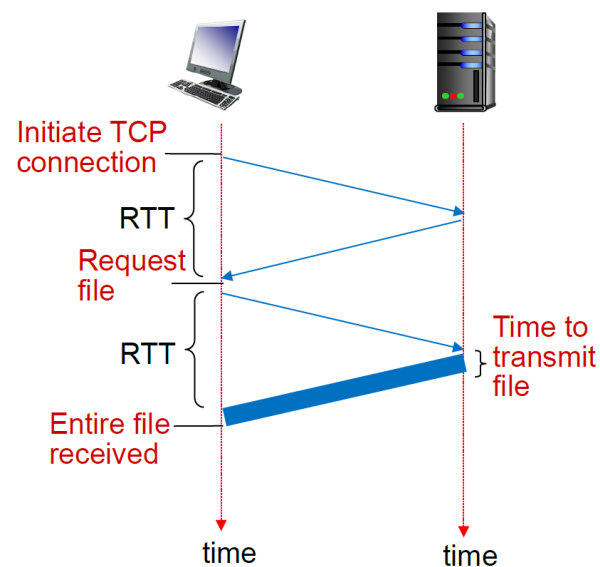 Initiate TCP
connection
RTT
Request
file
RTT
Time to
transmit
file
Entire file
received
time
time